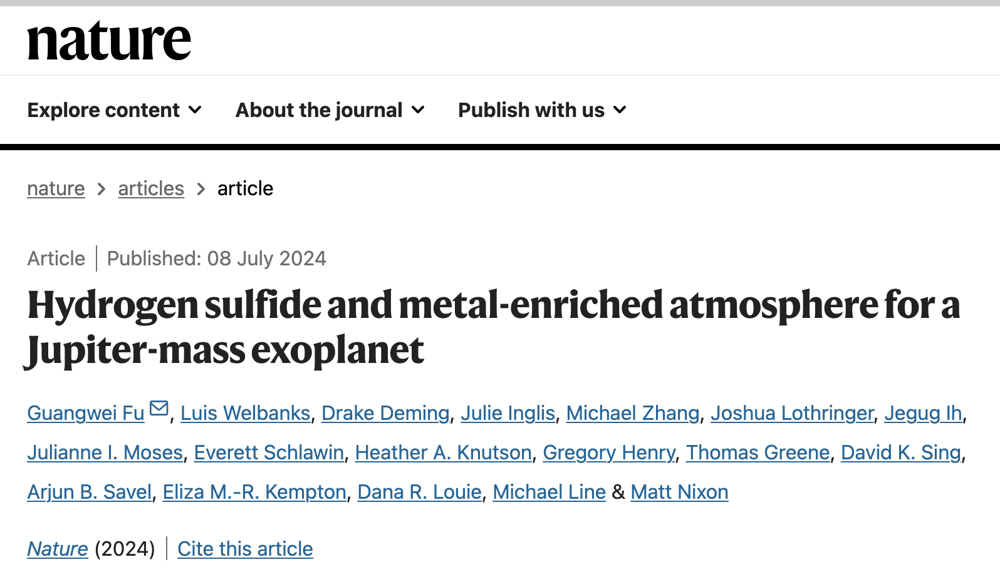 nature
Explore content About the journal Publish with us
nature > articles > article
Article | Published: 08 July 2024
Hydrogen sulfide and metal-enriched atmosphere for a
Jupiter-mass exoplanet
Guangwei Fu, Luis Welbanks, Drake Deming, Julie Inglis, Michael Zhang, Joshua Lothringer, Jegug Ih,
Julianne I. Moses, Everett Schlawin, Heather A. Knutson, Gregory Henry, Thomas Greene, David K. Sing,
Arjun B. Savel, Eliza M.-R. Kempton, Dana R. Louie, Michael Line & Matt Nixon
Nature (2024) | Cite this article